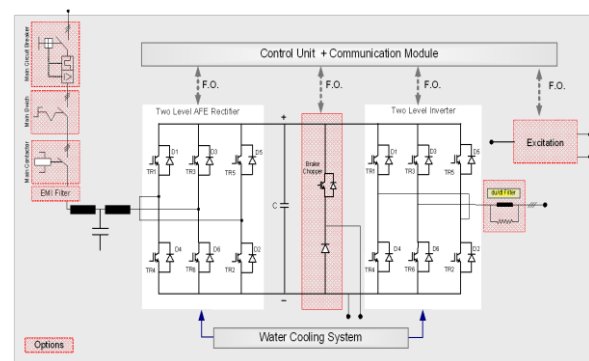 Control Unit + Communication Module
F.O.
F.O.
F.O.
F.O.
Main Circuit Breaker
Main Switch
Main Contactor
EMI Filter
Two Level AFE Rectifier
D1
D3
D5
TR1
TR3
TR5
D4
D6
D2
TR4
TR6
TR2
+
C
−
Brake
Chopper
Two Level Inverter
D1
D3
D5
TR1
TR3
TR5
D4
D6
D2
TR4
TR6
TR2
Excitation
du/dt Filter
Water Cooling System
Options